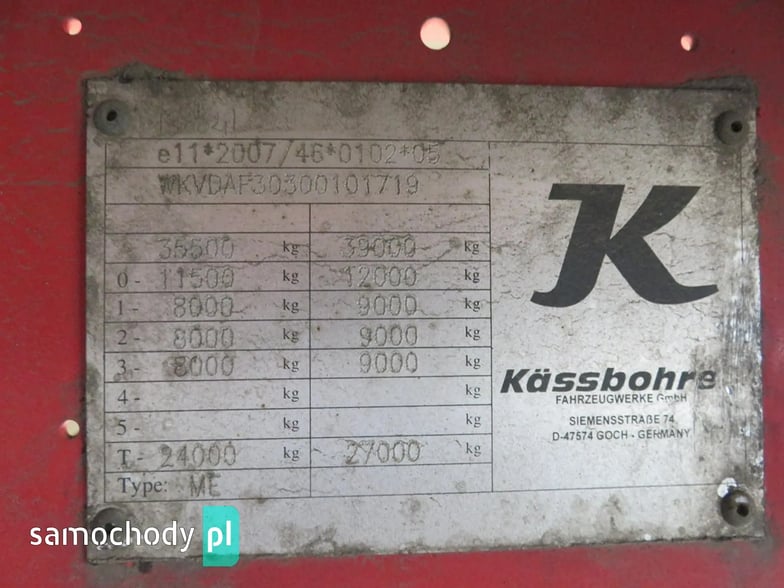 e11*2007/46*0102*05
WKVDAF30300101719
35500 kg 39000 kg
0 - 11500 kg 12000 kg
1 - 8000 kg 9000 kg
2 - 8000 kg 9000 kg
3 - 8000 kg 9000 kg
4 - kg kg
5 - kg kg
T - 24000 kg 27000 kg
Type: ME
K
Kässbohrer
FAHRZEUGWERKE GmbH
SIEMENSSTRAßE 74
D-47574 GOCH - GERMANY
samochody pl